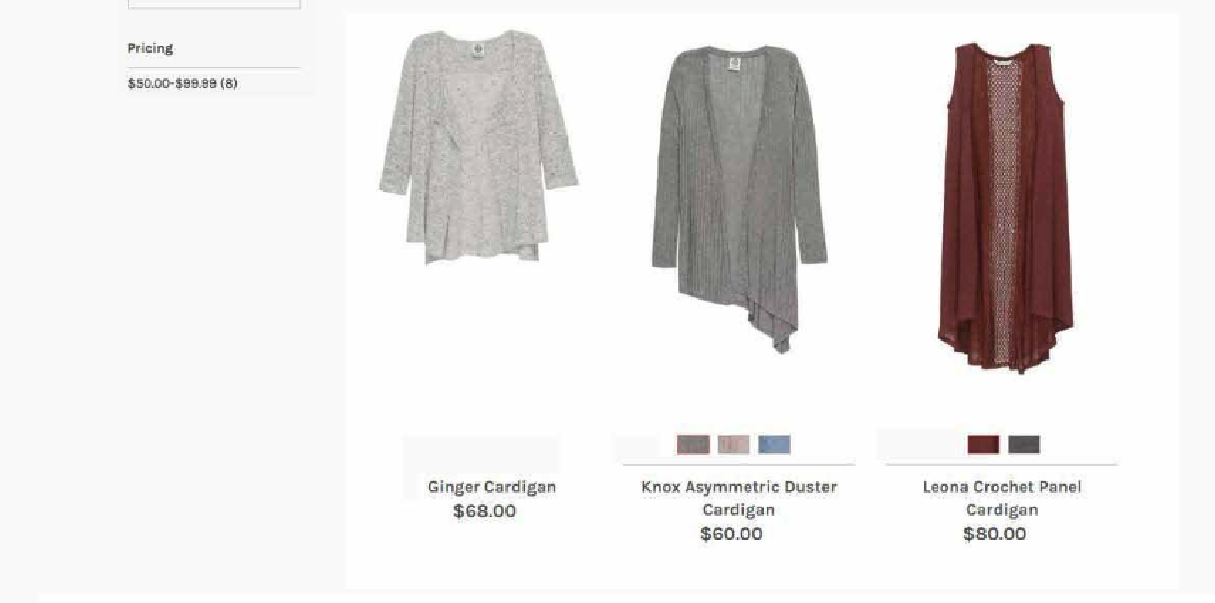 Pricing
$50.00-$99.99 (8)
Ginger Cardigan
$68.00
Knox Asymmetric Duster
Cardigan
$60.00
Leona Crochet Panel
Cardigan
$80.00